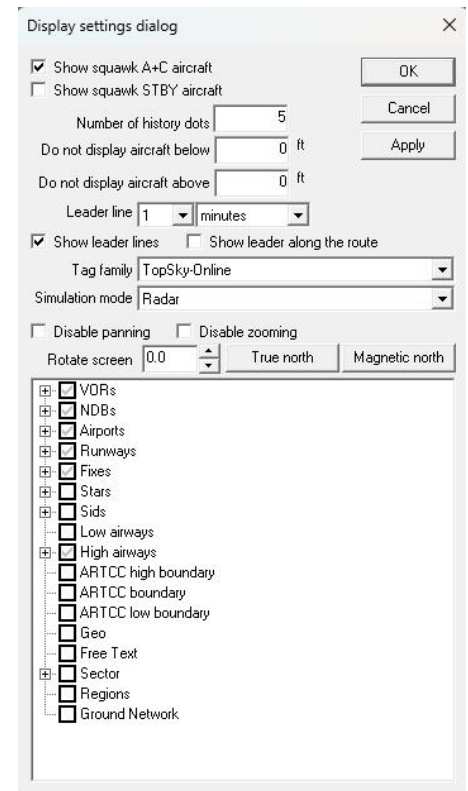 Display settings dialog
Show squawk A+C aircraft
OK
Show squawk STBY aircraft
Number of history dots 5
Cancel
Do not display aircraft below 0 ft
Apply
Do not display aircraft above 0 ft
Leader line 1 minutes
Show leader lines Show leader along the route
Tag family TopSky-Online
Simulation mode Radar
Disable panning Disable zooming
Rotate screen 0.0 True north Magnetic north
VORs
NDBs
Airports
Runways
Fixes
Stars
Sids
Low airways
High airways
ARTCC high boundary
ARTCC boundary
ARTCC low boundary
Geo
Free Text
Sector
Regions
Ground Network